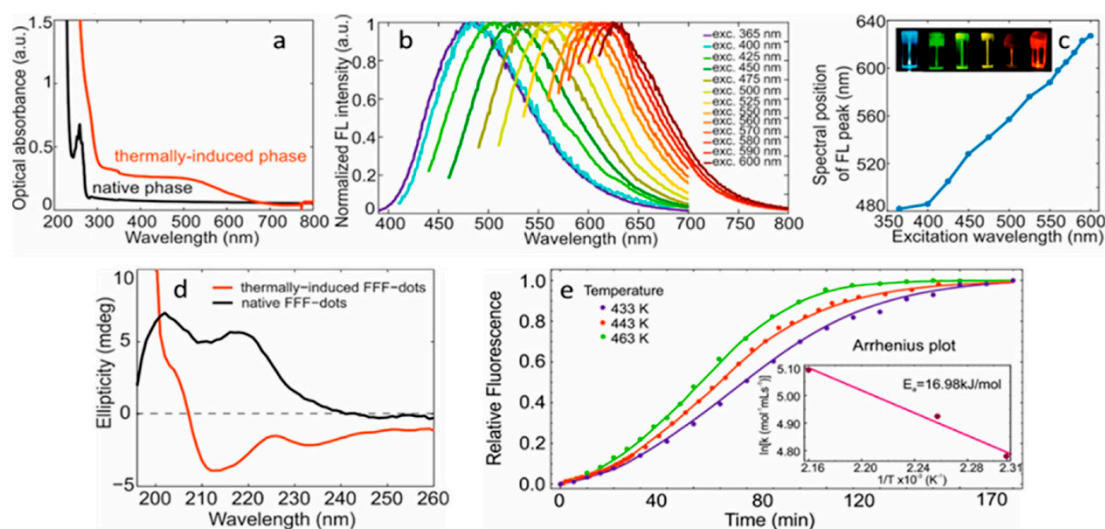 a
Optical absorbance (a.u.)
1.5
1
0.5
0
thermally-induced phase
native phase
200 300 400 500 600 700 800
Wavelength (nm)
b
Normalized FL intensity (a.u.)
1
0.8
0.6
0.4
0.2
0
exc. 365 nm
exc. 400 nm
exc. 425 nm
exc. 450 nm
exc. 475 nm
exc. 500 nm
exc. 525 nm
exc. 550 nm
exc. 560 nm
exc. 570 nm
exc. 580 nm
exc. 590 nm
exc. 600 nm
400 450 500 550 600 650 700 800
Wavelength (nm)
c
Spectral position
of FL peak (nm)
640
600
560
520
480
350 400 450 500 550 600
Excitation wavelength (nm)
d
Ellipticity (mdeg)
10
5
0
−5
thermally-induced FFF-dots
native FFF-dots
200 210 220 230 240 250 260
Wavelength (nm)
e
Relative Fluorescence
1.0
0.8
0.6
0.4
0.2
0.0
Temperature
433 K
443 K
463 K
0 40 80 120 170
Time (min)
Arrhenius plot
5.10
4.90
4.80
Eₐ=16.98kJ/mol
2.16 2.20 2.24 2.28 2.31